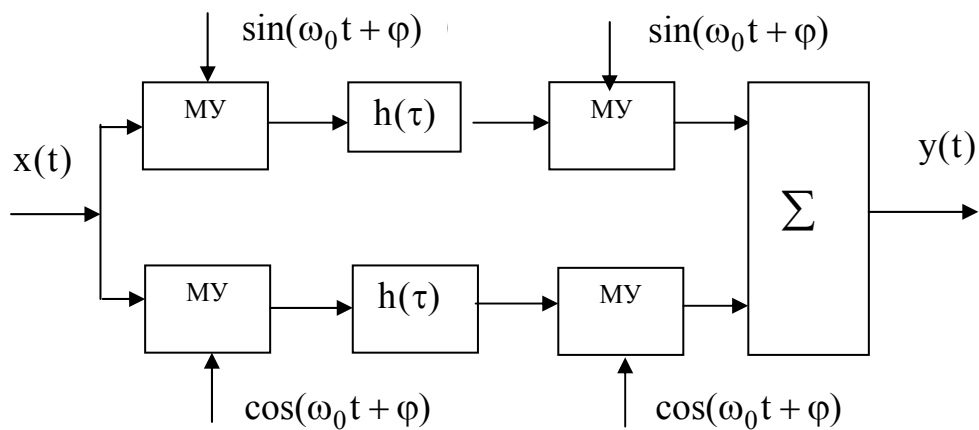 sin(ω₀t + φ)
sin(ω₀t + φ)
МУ
h(τ)
МУ
x(t)
y(t)
Σ
МУ
h(τ)
МУ
cos(ω₀t + φ)
cos(ω₀t + φ)